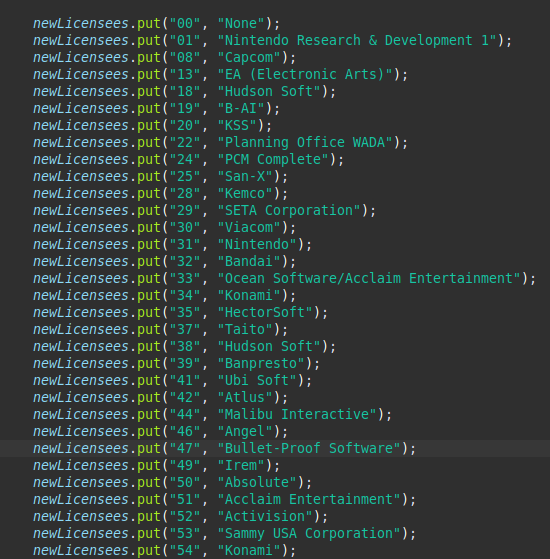 newLicensees.put("00", "None");
newLicensees.put("01", "Nintendo Research & Development 1");
newLicensees.put("08", "Capcom");
newLicensees.put("13", "EA (Electronic Arts)");
newLicensees.put("18", "Hudson Soft");
newLicensees.put("19", "B-AI");
newLicensees.put("20", "KSS");
newLicensees.put("22", "Planning Office WADA");
newLicensees.put("24", "PCM Complete");
newLicensees.put("25", "San-X");
newLicensees.put("28", "Kemco");
newLicensees.put("29", "SETA Corporation");
newLicensees.put("30", "Viacom");
newLicensees.put("31", "Nintendo");
newLicensees.put("32", "Bandai");
newLicensees.put("33", "Ocean Software/Acclaim Entertainment");
newLicensees.put("34", "Konami");
newLicensees.put("35", "HectorSoft");
newLicensees.put("37", "Taito");
newLicensees.put("38", "Hudson Soft");
newLicensees.put("39", "Banpresto");
newLicensees.put("41", "Ubi Soft");
newLicensees.put("42", "Atlus");
newLicensees.put("44", "Malibu Interactive");
newLicensees.put("46", "Angel");
newLicensees.put("47", "Bullet-Proof Software");
newLicensees.put("49", "Irem");
newLicensees.put("50", "Absolute");
newLicensees.put("51", "Acclaim Entertainment");
newLicensees.put("52", "Activision");
newLicensees.put("53", "Sammy USA Corporation");
newLicensees.put("54", "Konami");